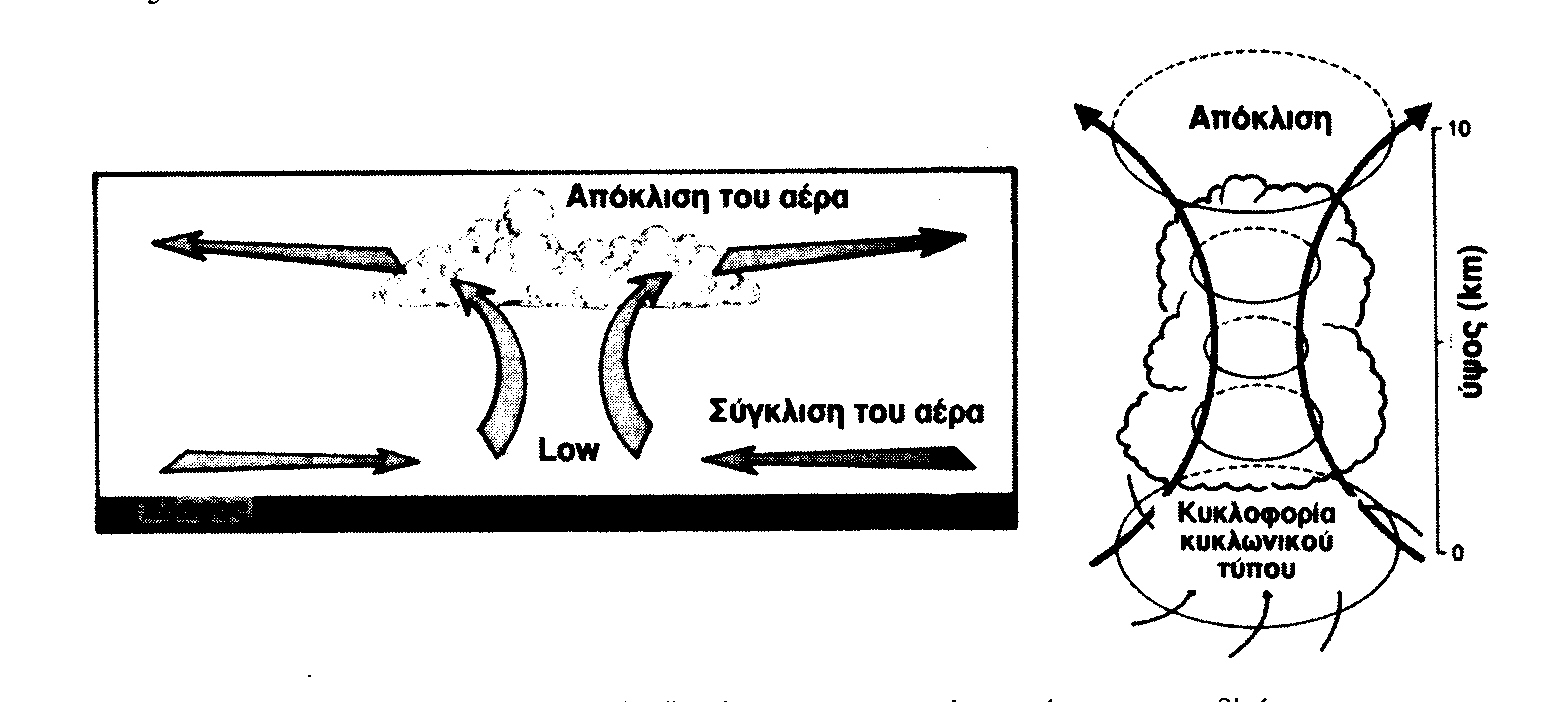 Απόκλιση του αέρα
Σύγκλιση του αέρα
Low
Απόκλιση
10
ύψος (km)
0
Κυκλοφορία
κυκλωνικού
τύπου